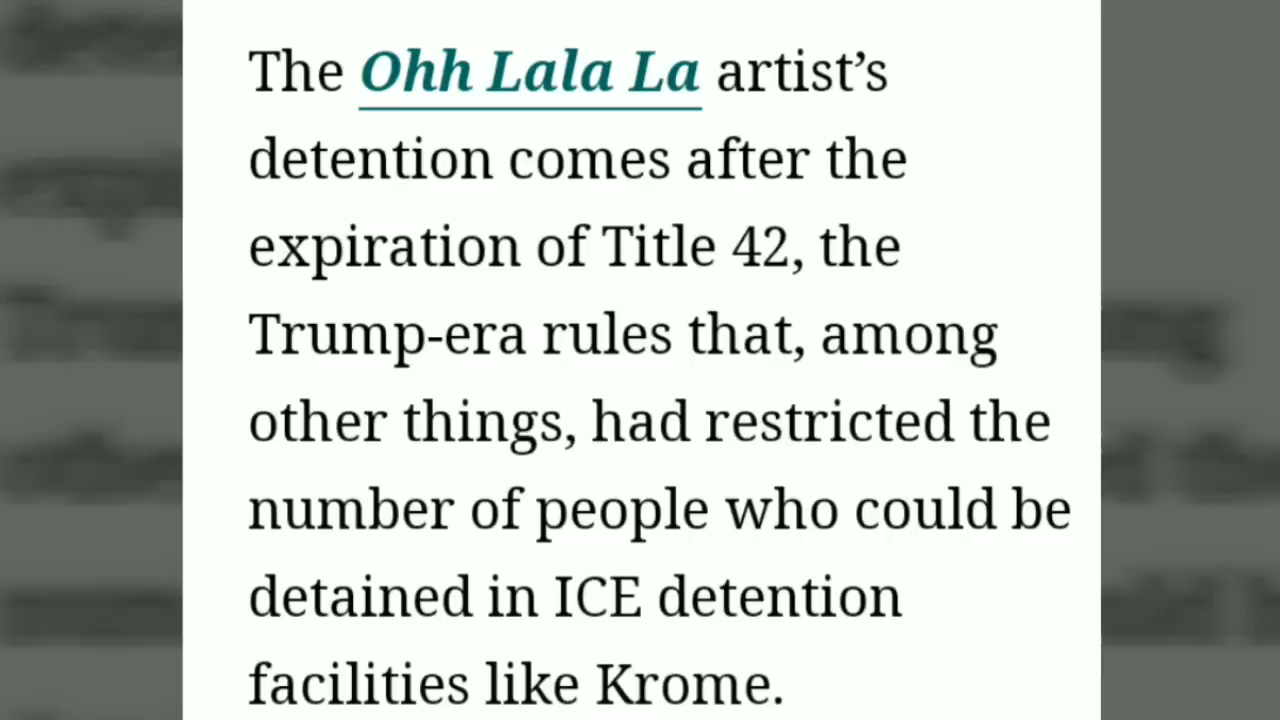 The Ohh Lala La artist’s
detention comes after the
expiration of Title 42, the
Trump-era rules that, among
other things, had restricted the
number of people who could be
detained in ICE detention
facilities like Krome.